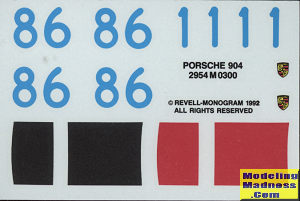 86 86 1111
PORSCHE 904
2954 M 0300
86 86
© REVELL-MONOGRAM 1992
ALL RIGHTS RESERVED
Modeling
Madness.
.Com